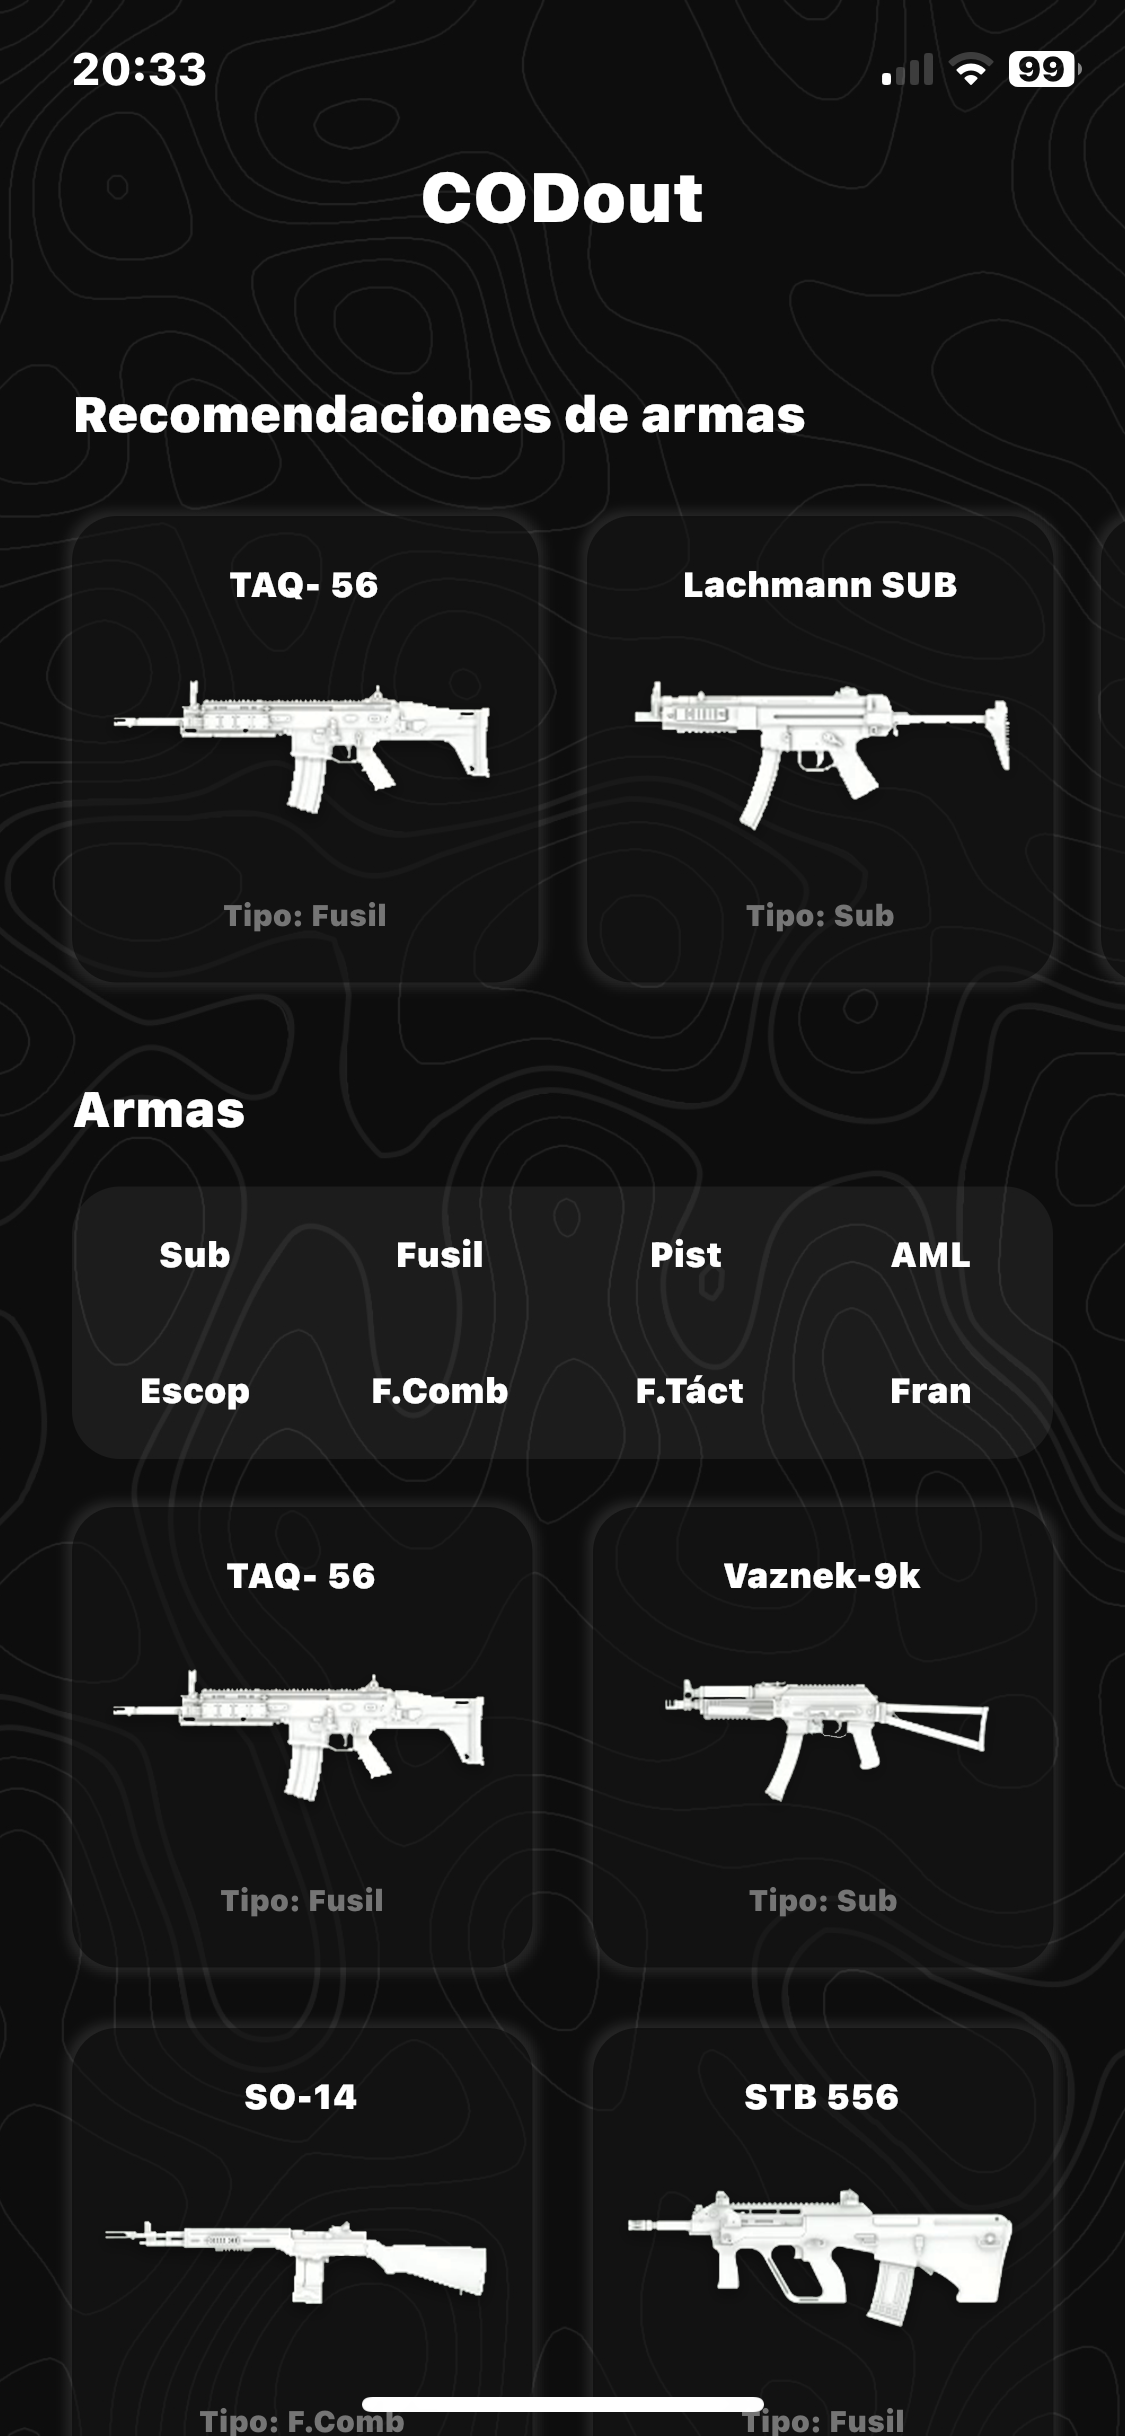 20:33
99
CODout
Recomendaciones de armas
TAQ- 56
Lachmann SUB
Tipo: Fusil
Tipo: Sub
Armas
Sub Fusil Pist AML
Escop F.Comb F.Táct Fran
TAQ- 56
Vaznek-9k
Tipo: Fusil
Tipo: Sub
SO-14
STB 556
Tipo: F.Comb
Tipo: Fusil